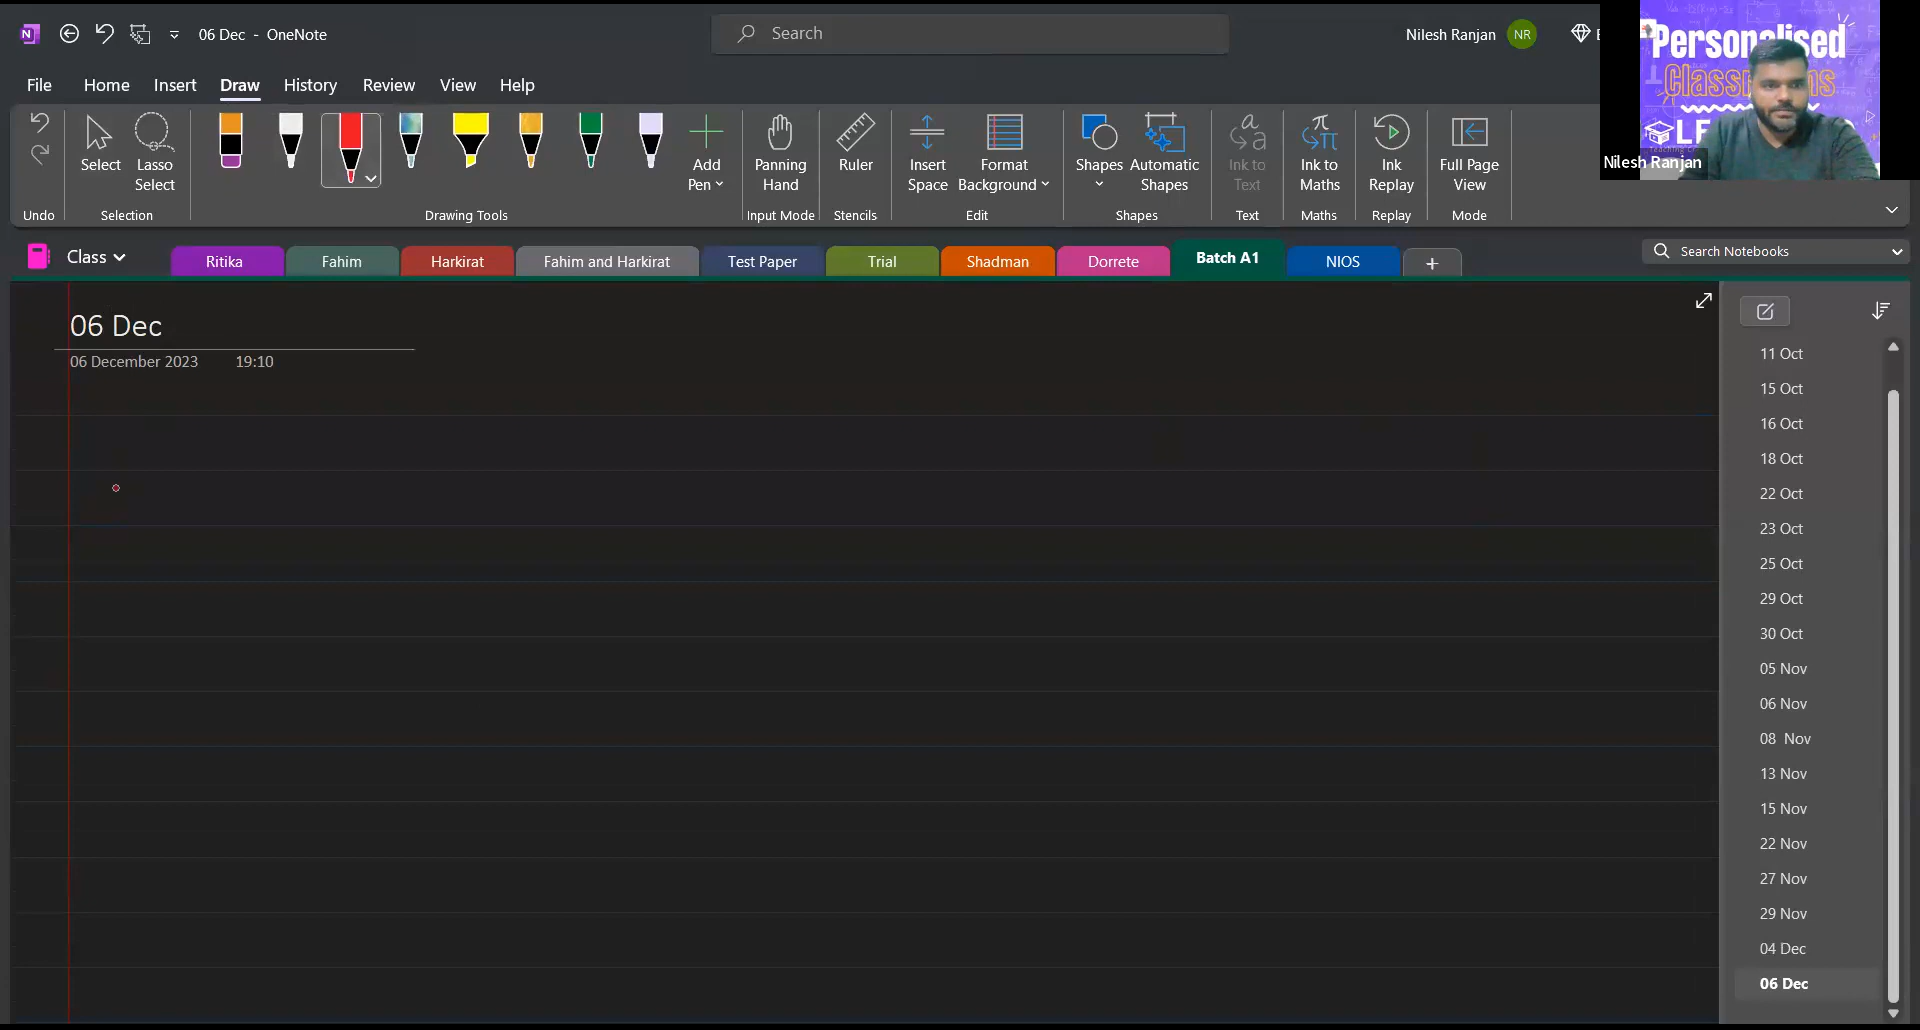 06 Dec - OneNote
Search
Nilesh Ranjan NR
File Home Insert Draw History Review View Help
Select
Lasso Select
Add Pen
Panning Hand
Ruler
Insert Space
Format Background
Shapes
Automatic Shapes
Ink to Text
Ink to Maths
Ink Replay
Full Page View
Undo Selection Drawing Tools Input Mode Stencils Edit Shapes Text Maths Replay Mode
Personalised
Classrooms
LE
Nilesh Ranjan
Class Ritika Fahim Harkirat Fahim and Harkirat Test Paper Trial Shadman Dorrete Batch A1 NIOS +
Search Notebooks
06 Dec
06 December 2023 19:10
11 Oct
15 Oct
16 Oct
18 Oct
22 Oct
23 Oct
25 Oct
29 Oct
30 Oct
05 Nov
06 Nov
08 Nov
13 Nov
15 Nov
22 Nov
27 Nov
29 Nov
04 Dec
06 Dec